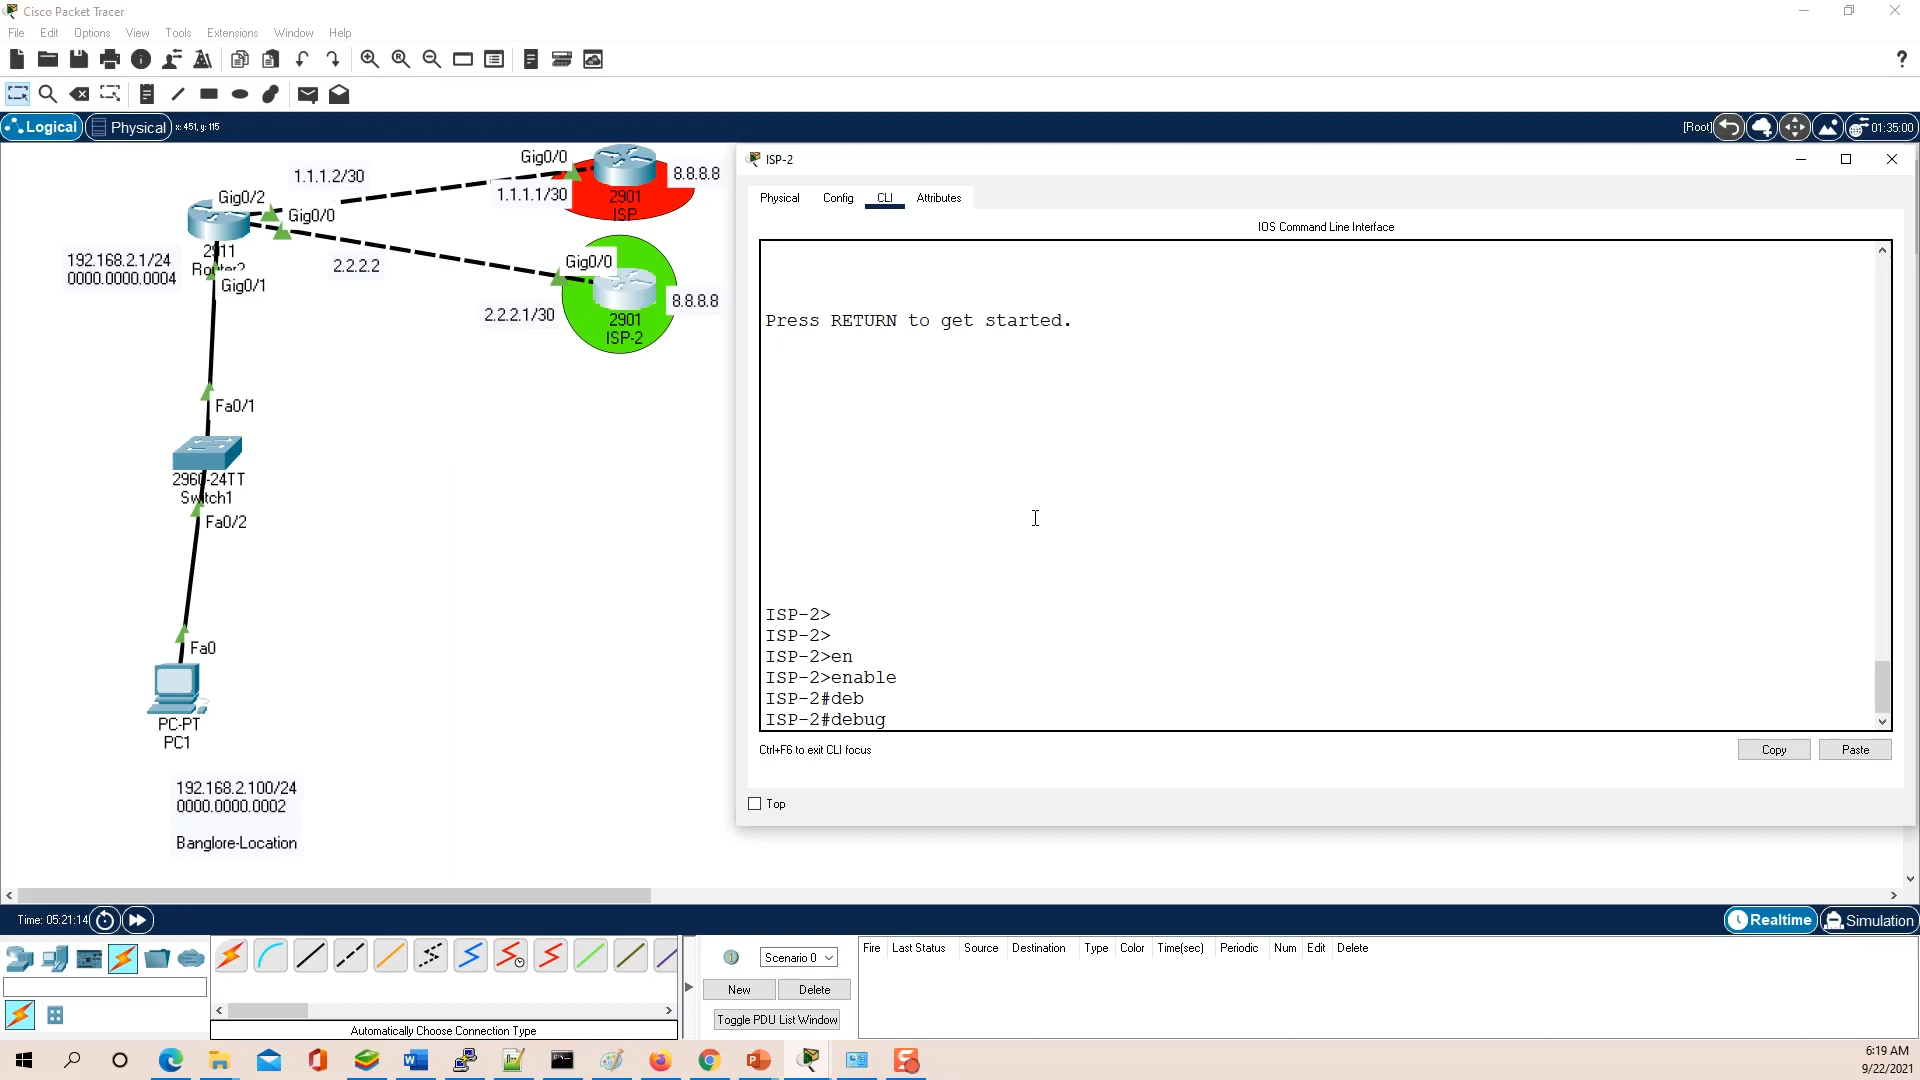 Cisco Packet Tracer
File Edit Options View Tools Extensions Window Help
Logical Physical x: 451, y: 115
[Root] 01:35:00
Gig0/0
8.8.8.8
1.1.1.2/30
1.1.1.1/30
2901
ISP
Gig0/2
Gig0/0
2911
Router2
192.168.2.1/24
0000.0000.0004
Gig0/1
2.2.2.2
Gig0/0
8.8.8.8
2.2.2.1/30
2901
ISP-2
Fa0/1
2960-24TT
Switch1
Fa0/2
Fa0
PC-PT
PC1
192.168.2.100/24
0000.0000.0002
Banglore-Location
ISP-2
Physical Config CLI Attributes
IOS Command Line Interface
Press RETURN to get started.
ISP-2>
ISP-2>
ISP-2>en
ISP-2>enable
ISP-2#deb
ISP-2#debug
Ctrl+F6 to exit CLI focus
Copy Paste
Top
Time: 05:21:14
Realtime Simulation
Scenario 0
New Delete
Toggle PDU List Window
Fire Last Status Source Destination Type Color Time(sec) Periodic Num Edit Delete
Automatically Choose Connection Type
6:19 AM
9/22/2021